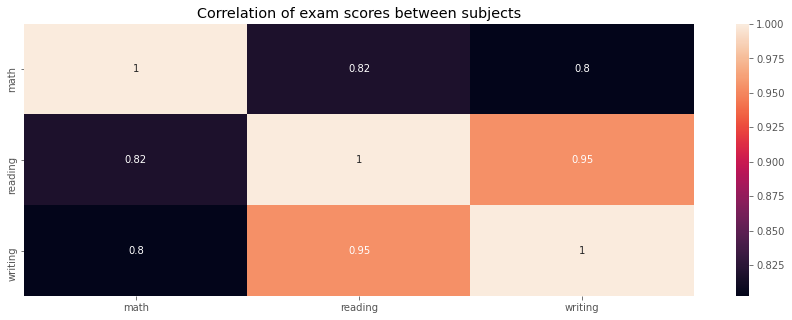 Correlation of exam scores between subjects
math
1
0.82
0.8
reading
0.82
1
0.95
writing
0.8
0.95
1
math
reading
writing
1.000
0.975
0.950
0.925
0.900
0.875
0.850
0.825